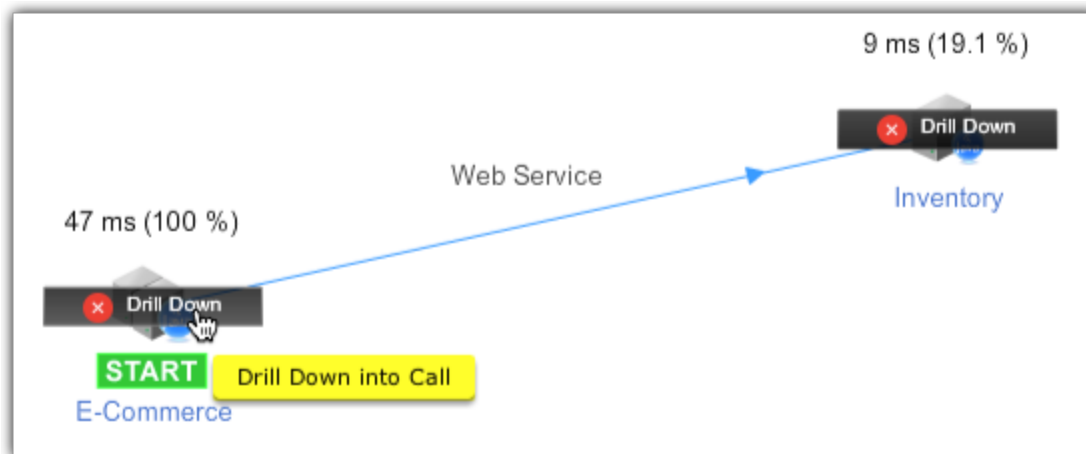 9 ms (19.1 %)
Drill Down
Web Service
Inventory
47 ms (100 %)
Drill Down
START
Drill Down into Call
E-Commerce